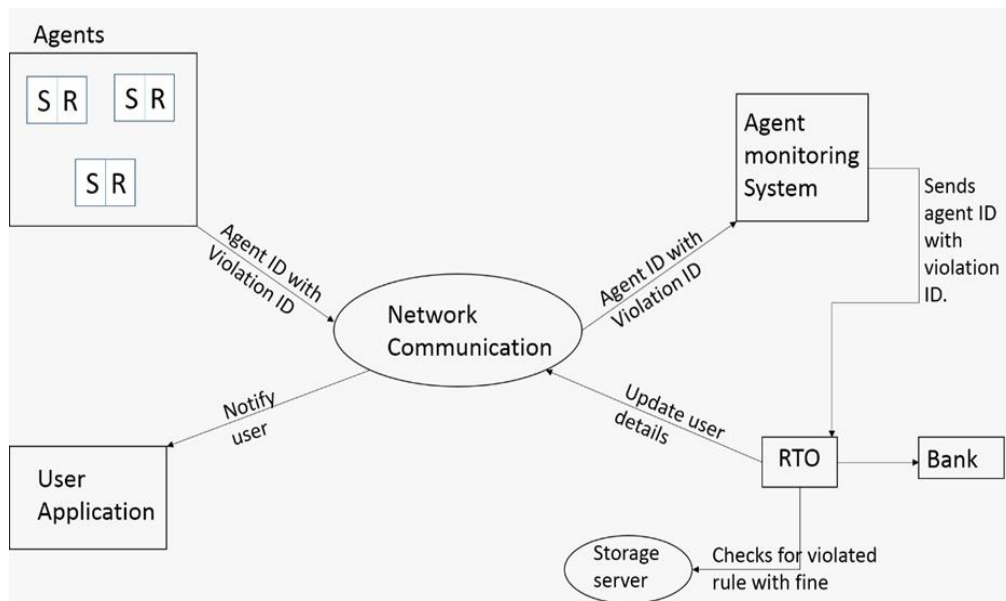 Agents
S R
S R
S R
Agent ID with
Violation ID
Network
Communication
Agent ID with
Violation ID
Agent
monitoring
System
Sends
agent ID
with
violation
ID.
Notify
user
User
Application
Update user
details
RTO
Bank
Storage
server
Checks for violated
rule with fine